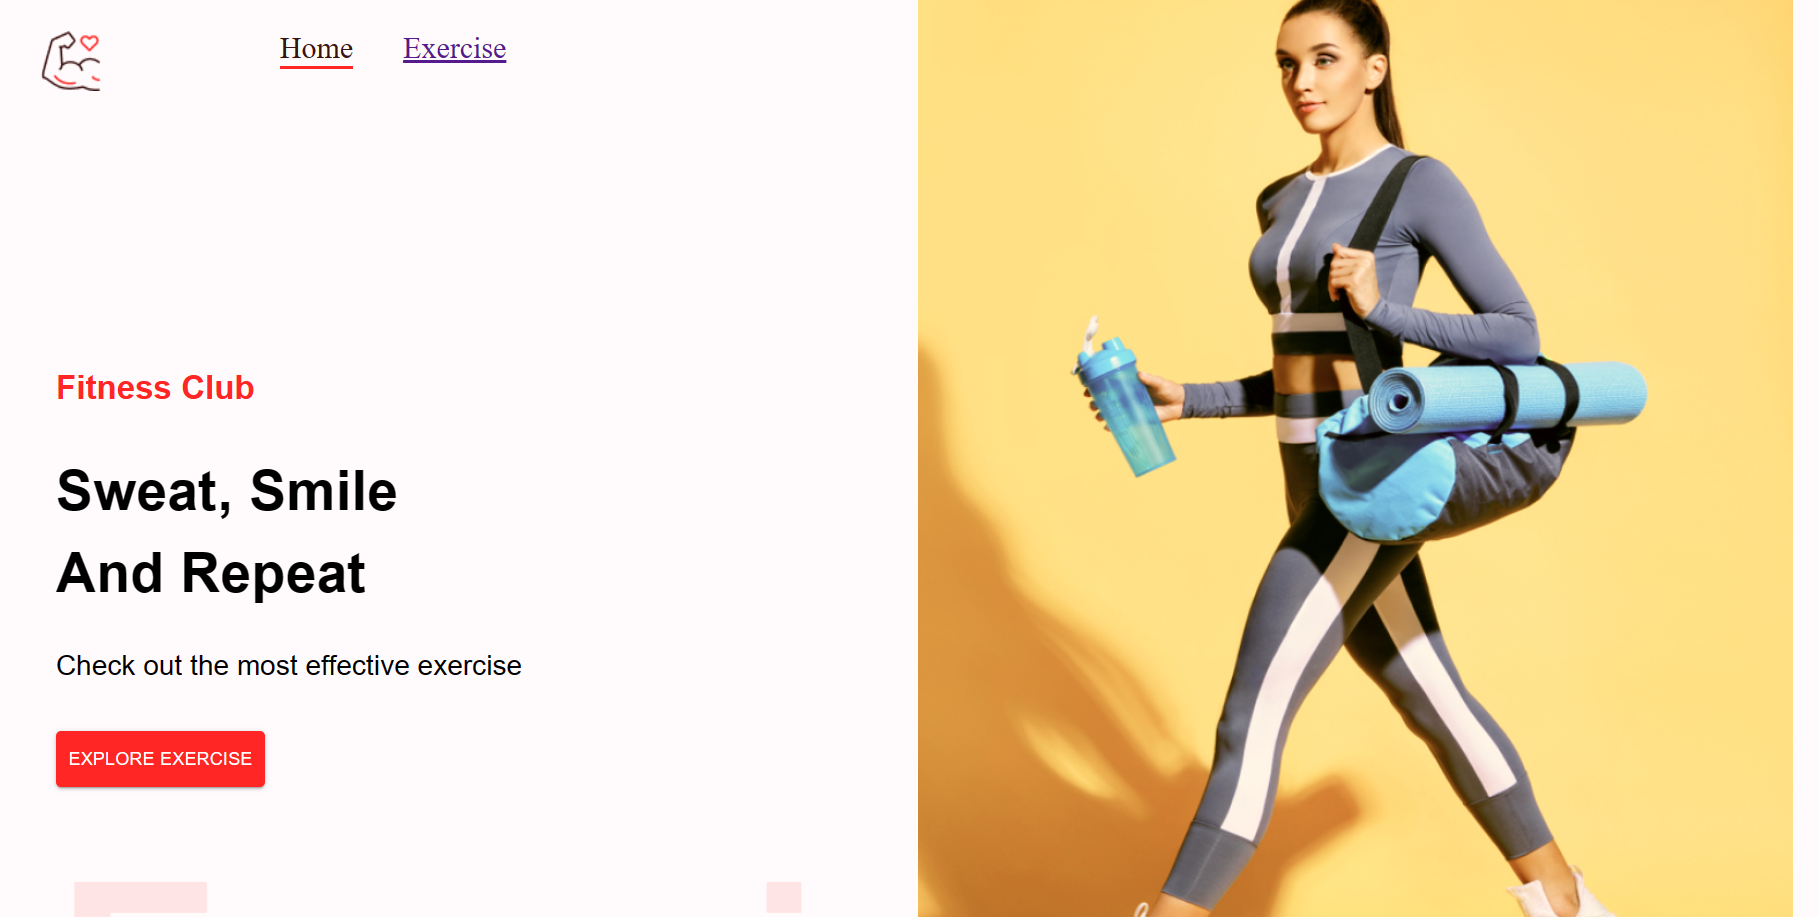 Home Exercise
Fitness Club
Sweat, Smile
And Repeat
Check out the most effective exercise
EXPLORE EXERCISE